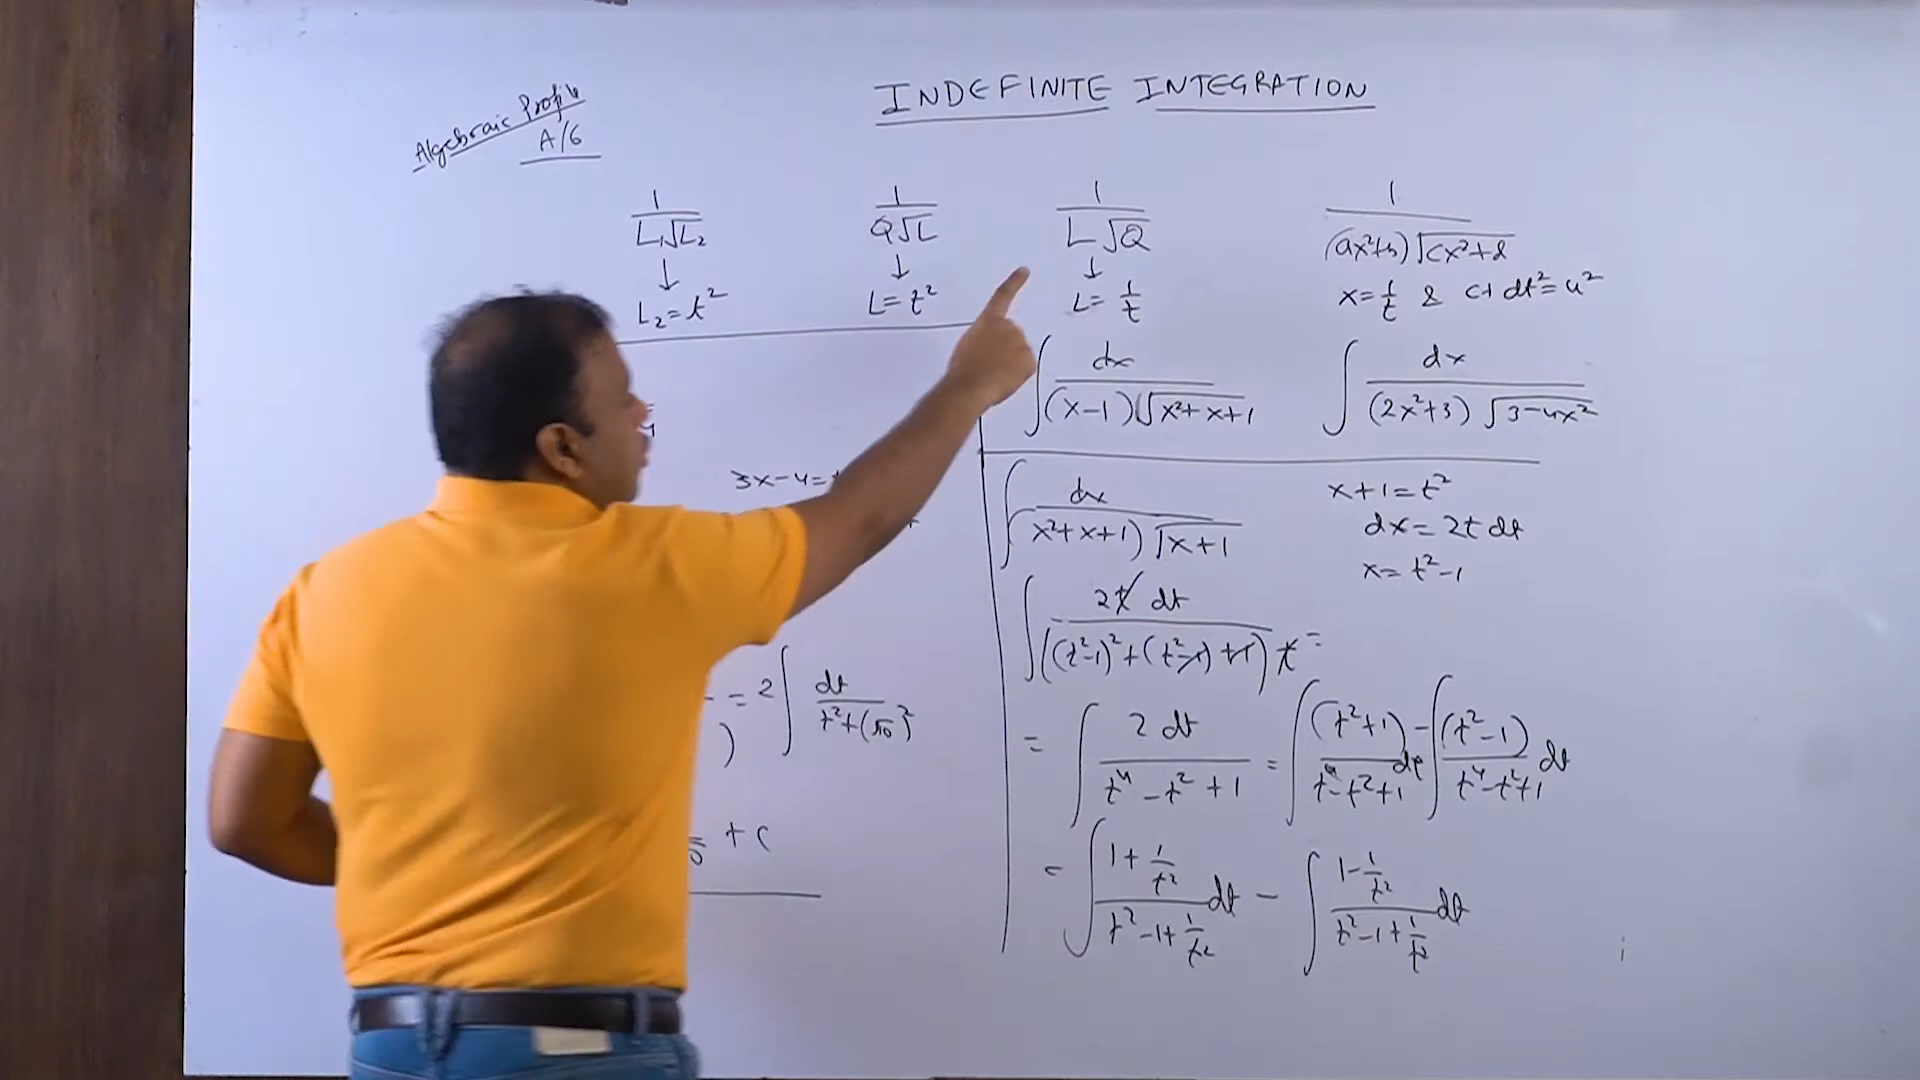 INDEFINITE INTEGRATION
Algebraic Profile
A/6
1/(L₁√L₂)
↓
L₂=t²
1/(Q√L)
↓
L=t²
1/(L√Q)
↓
L=1/t
1/((ax²+b)√(cx²+d))
x=1/t & c+dt²=u²
∫ dx/((x-1)√(x²+x+1))
∫ dx/((2x²+3)√(3-4x²))
3x-4=
= 2∫ dt/(t²+(√10)²)
+ C
∫ dx/(x²+x+1)√(x+1)
x+1=t²
dx=2t dt
x=t²-1
∫ 2t dt/(((t²-1)²+(t²-1)+1) t) =
= ∫ 2 dt/(t⁴-t²+1) = ∫ (t²+1)/(t⁴-t²+1) dt - ∫ (t²-1)/(t⁴-t²+1) dt
= ∫ (1+1/t²)/(t²-1+1/t²) dt - ∫ (1-1/t²)/(t²-1+1/t²) dt